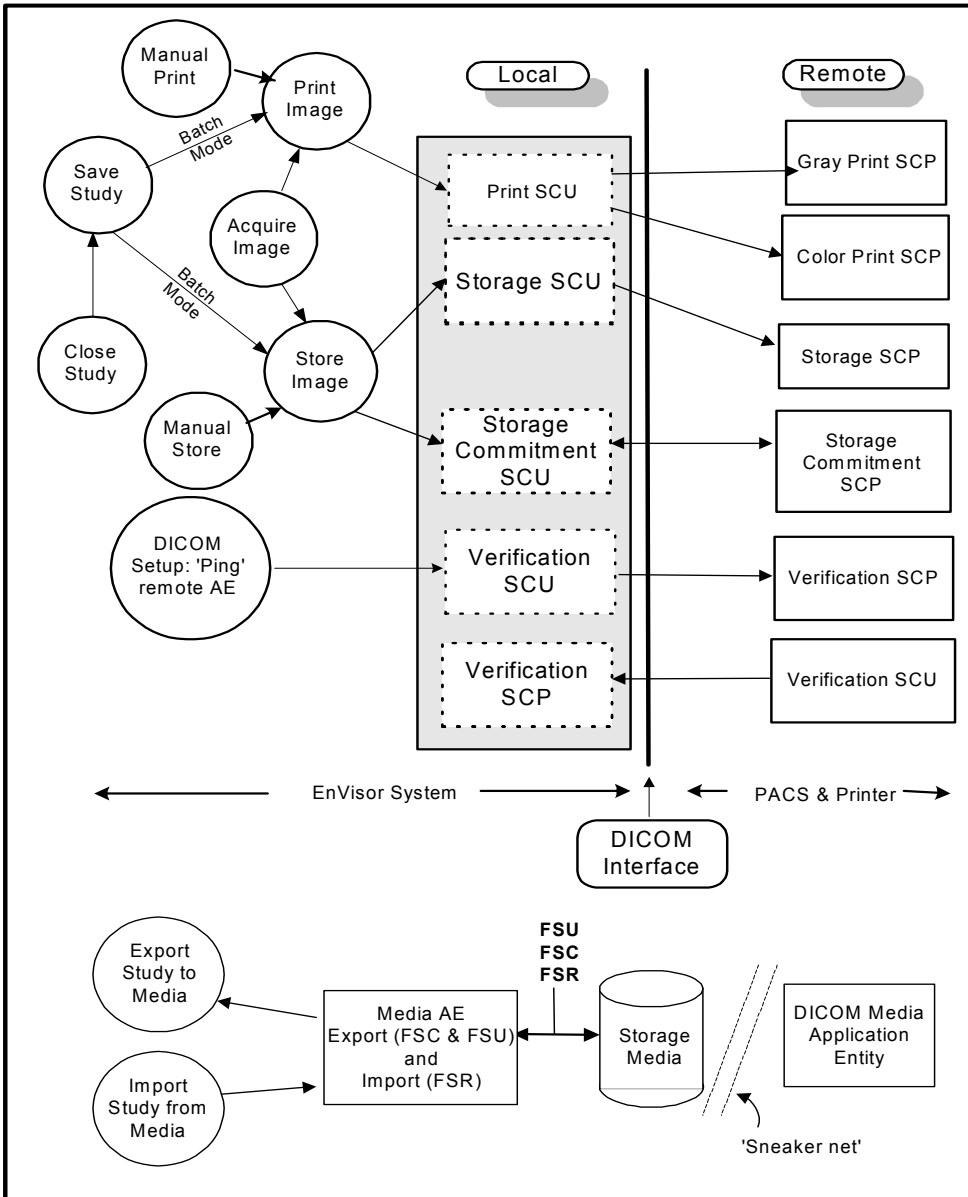 Manual
Print
Print
Image
Local
Remote
Batch
Mode
Gray Print SCP
Save
Study
Print SCU
Acquire
Image
Color Print SCP
Storage SCU
Batch
Mode
Close
Study
Store
Image
Storage SCP
Manual
Store
Storage
Commitment
SCU
Storage
Commitment
SCP
DICOM
Setup: 'Ping'
remote AE
Verification
SCU
Verification SCP
Verification
SCP
Verification SCU
EnVisor System
PACS & Printer
DICOM
Interface
Export
Study to
Media
FSU
FSC
FSR
Media AE
Export (FSC & FSU)
and
Import (FSR)
Storage
Media
DICOM Media
Application
Entity
Import
Study from
Media
'Sneaker net'